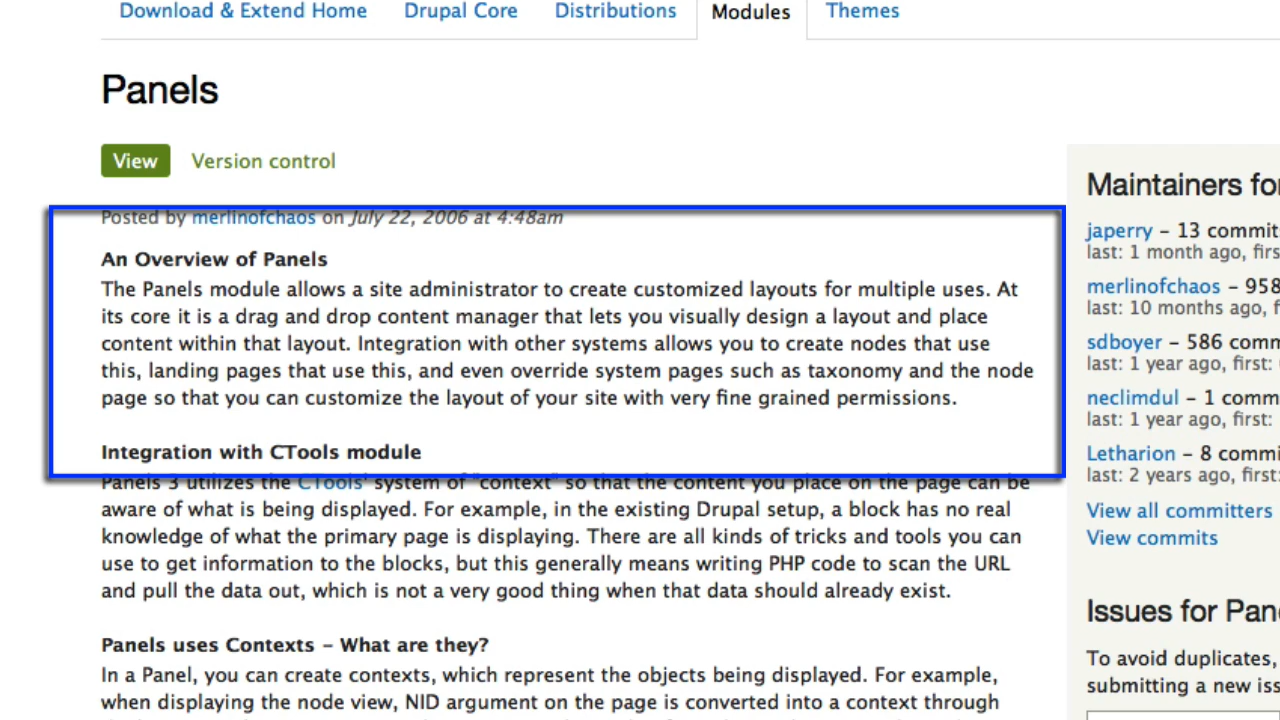 Download & Extend Home Drupal Core Distributions Modules Themes
Panels
View Version control
Posted by merlinofchaos on July 22, 2006 at 4:48am
An Overview of Panels
The Panels module allows a site administrator to create customized layouts for multiple uses. At
its core it is a drag and drop content manager that lets you visually design a layout and place
content within that layout. Integration with other systems allows you to create nodes that use
this, landing pages that use this, and even override system pages such as taxonomy and the node
page so that you can customize the layout of your site with very fine grained permissions.
Integration with CTools module
Panels 3 utilizes the CTools' system of "context" so that the content you place on the page can be
aware of what is being displayed. For example, in the existing Drupal setup, a block has no real
knowledge of what the primary page is displaying. There are all kinds of tricks and tools you can
use to get information to the blocks, but this generally means writing PHP code to scan the URL
and pull the data out, which is not a very good thing when that data should already exist.
Panels uses Contexts – What are they?
In a Panel, you can create contexts, which represent the objects being displayed. For example,
when displaying the node view, NID argument on the page is converted into a context through
Maintainers fo
japerry – 13 commit
last: 1 month ago, firs
merlinofchaos – 958
last: 10 months ago, f
sdboyer – 586 comm
last: 1 year ago, first:
neclimdul – 1 comm
last: 1 year ago, first:
Letharion – 8 commi
last: 2 years ago, first:
View all committers
View commits
Issues for Pan
To avoid duplicates,
submitting a new iss